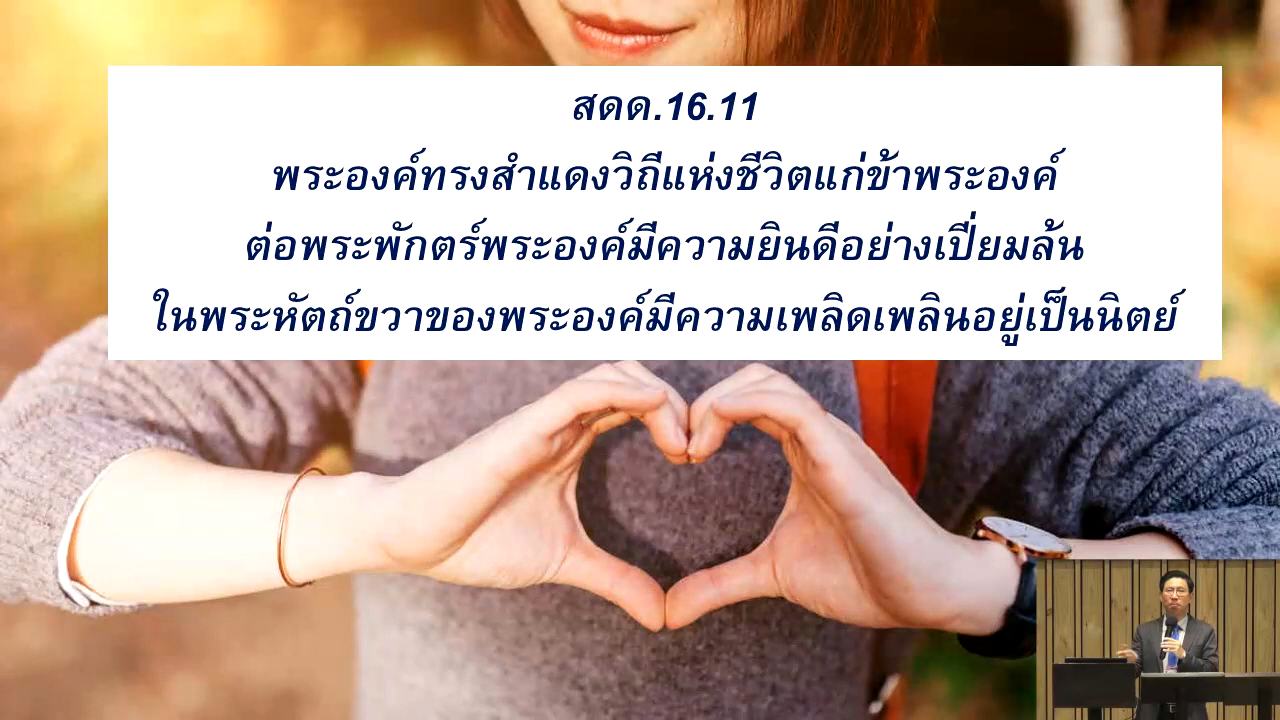 สดด.16.11
พระองค์ทรงสำแดงวิถีแห่งชีวิตแก่ข้าพระองค์
ต่อพระพักตร์พระองค์มีความยินดีอย่างเปี่ยมล้น
ในพระหัตถ์ขวาของพระองค์มีความเพลิดเพลินอยู่เป็นนิตย์